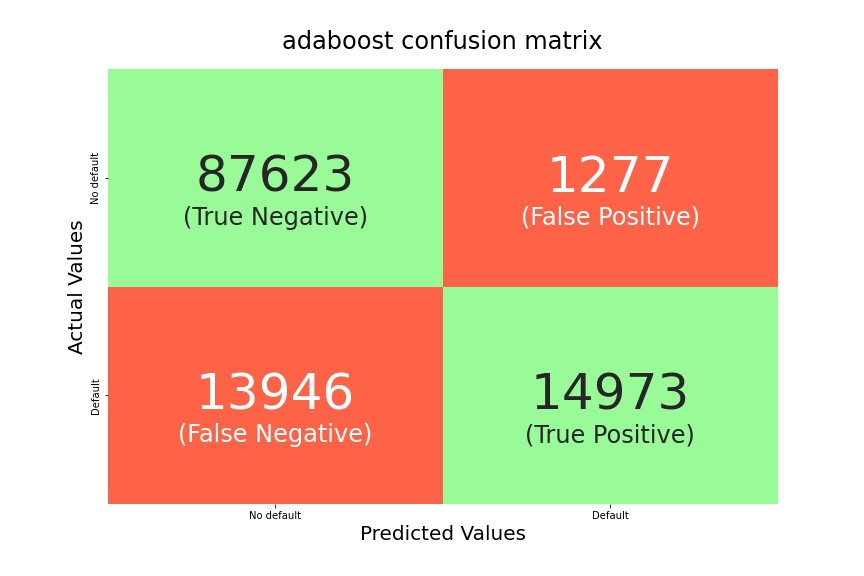 adaboost confusion matrix
87623
(True Negative)
1277
(False Positive)
13946
(False Negative)
14973
(True Positive)
No default
Default
Actual Values
No default
Default
Predicted Values